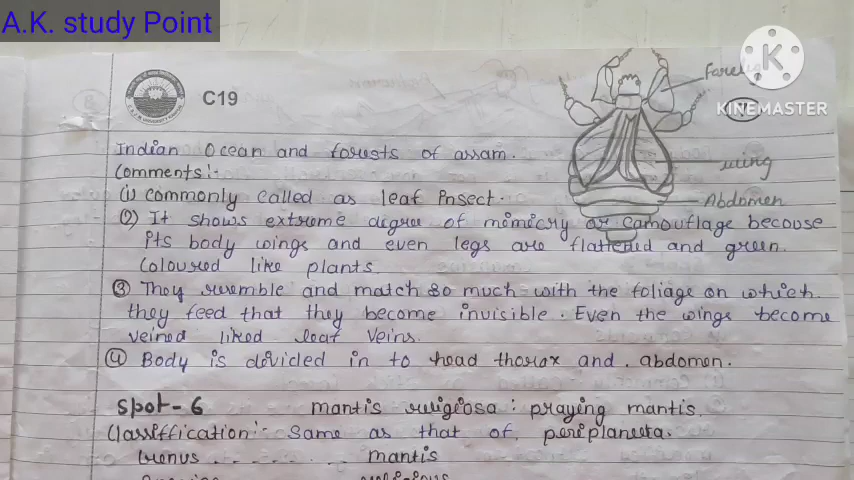 A.K. study Point
C19
Foreleg
KINEMASTER
Indian Ocean and forests of assam.
wing
Comments:-
(1) Commonly called as leaf insect.
Abdomen
(2) It shows extreme digree of mimicry or camouflage becouse
its body wings and even legs are flattened and green
Coloured like plants
(3) They resemble and match so much with the foliage on which
they feed that they become invisible. Even the wings become
veined liked leaf veins.
(4) Body is divided in to head thorax and . abdomen.
Spot-6 mantis religiosa : praying mantis.
Classiffication:- Same as that of periplaneta.
Genus - - - - - - - - mantis